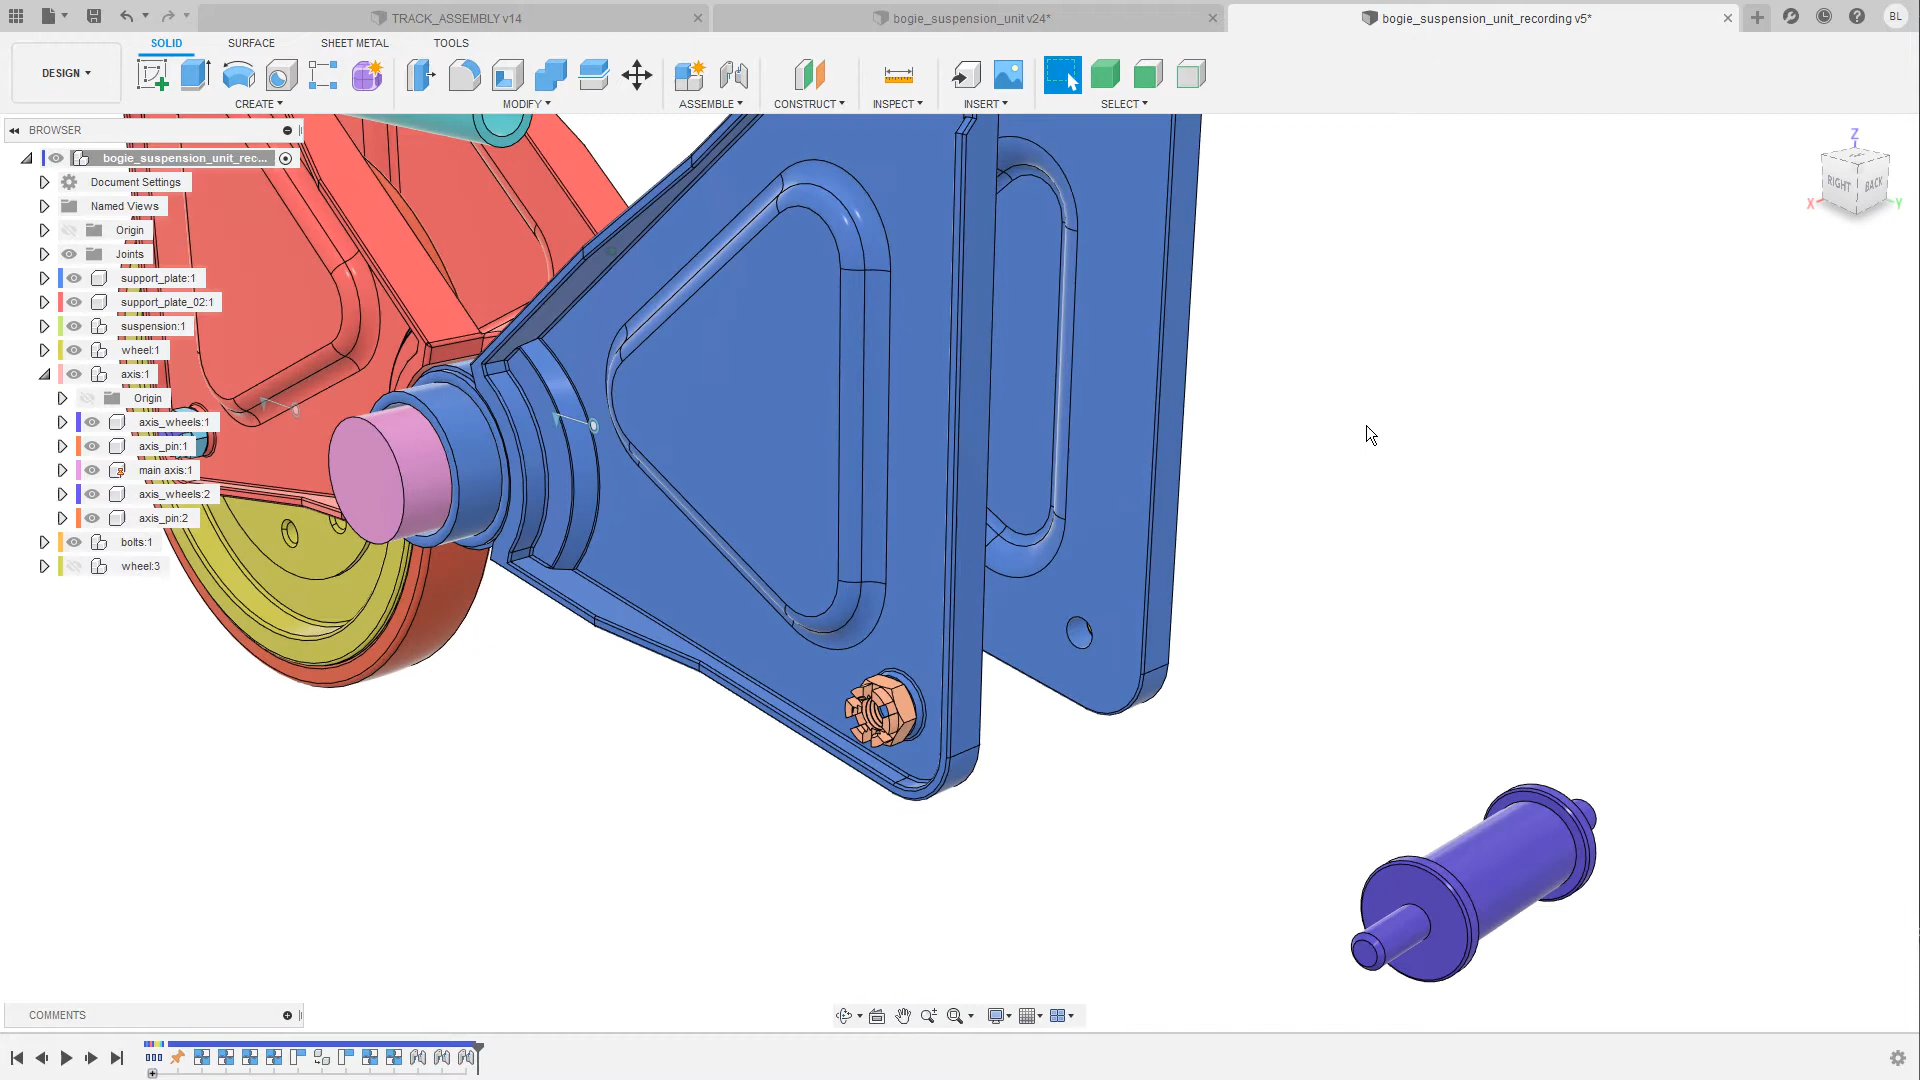 TRACK_ASSEMBLY v14
bogie_suspension_unit v24*
bogie_suspension_unit_recording v5*
BL
SOLID
SURFACE
SHEET METAL
TOOLS
DESIGN
CREATE
MODIFY
ASSEMBLE
CONSTRUCT
INSPECT
INSERT
SELECT
BROWSER
bogie_suspension_unit_rec...
Document Settings
Named Views
Origin
Joints
support_plate:1
support_plate_02:1
suspension:1
wheel:1
axis:1
Origin
axis_wheels:1
axis_pin:1
main axis:1
axis_wheels:2
axis_pin:2
bolts:1
wheel:3
Z
RIGHT
BACK
X
Y
COMMENTS